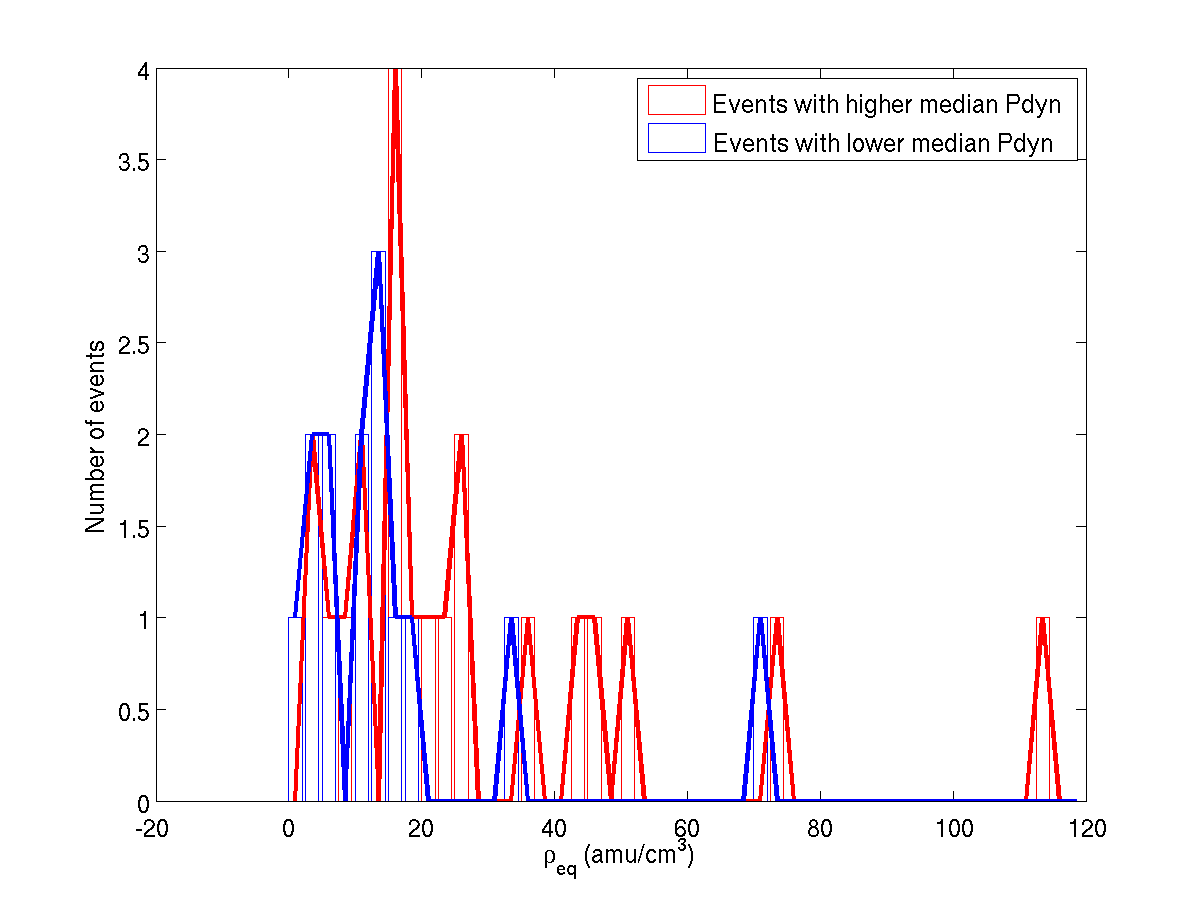 4
3.5
3
2.5
2
1.5
1
0.5
0
Number of events
Events with higher median Pdyn
Events with lower median Pdyn
-20 0 20 40 60 80 100 120
ρeq (amu/cm3)